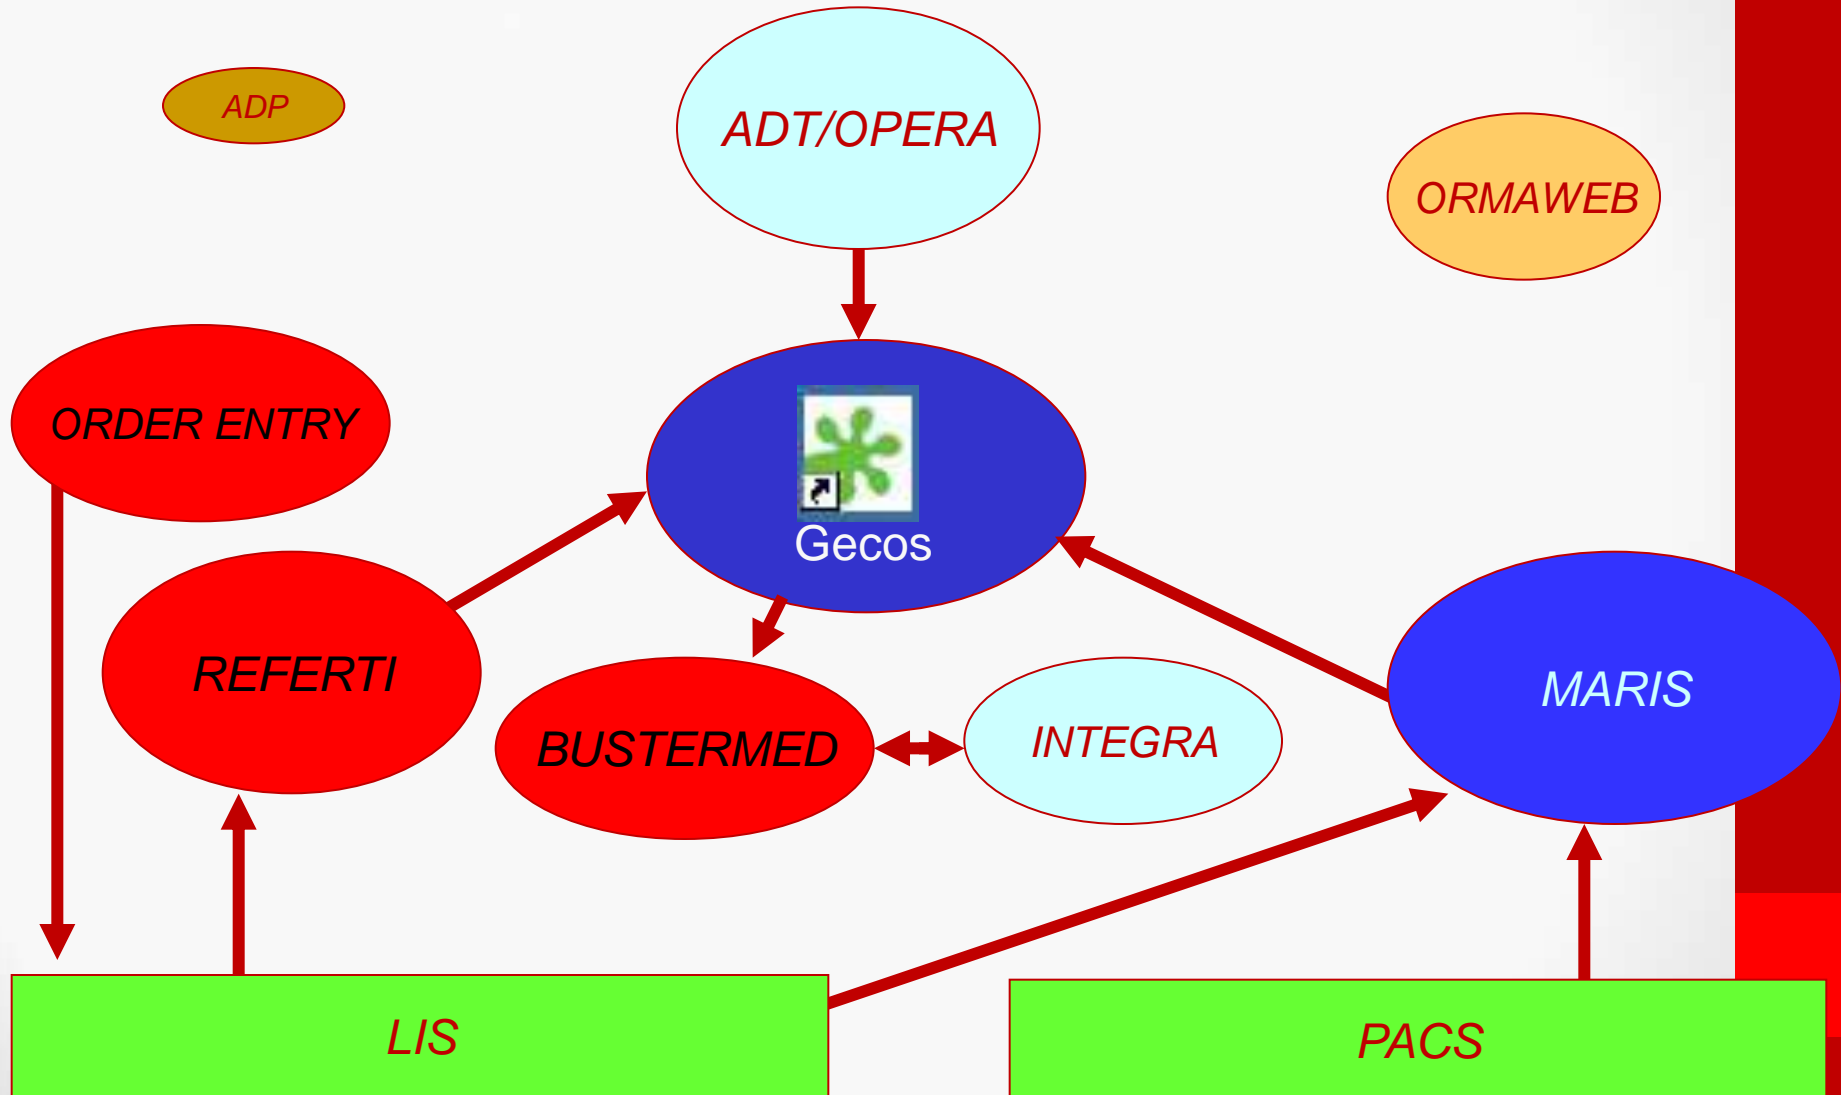 ADP
ADT/OPERA
ORMAWEB
ORDER ENTRY
Gecos
REFERTI
BUSTERMED
INTEGRA
MARIS
LIS
PACS